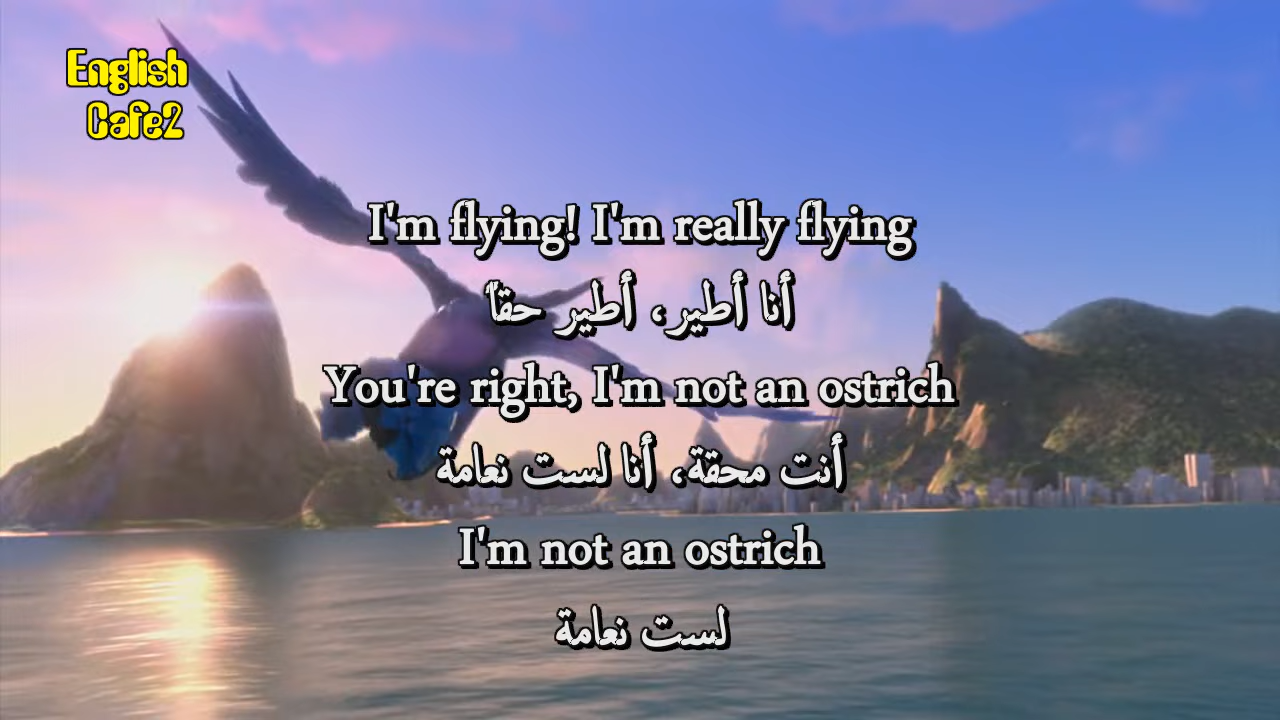 English
Cafe2
I'm flying! I'm really flying
أنا أطير، أطير حقاً
You're right, I'm not an ostrich
أنت محقة، أنا لست نعامة
I'm not an ostrich
لست نعامة